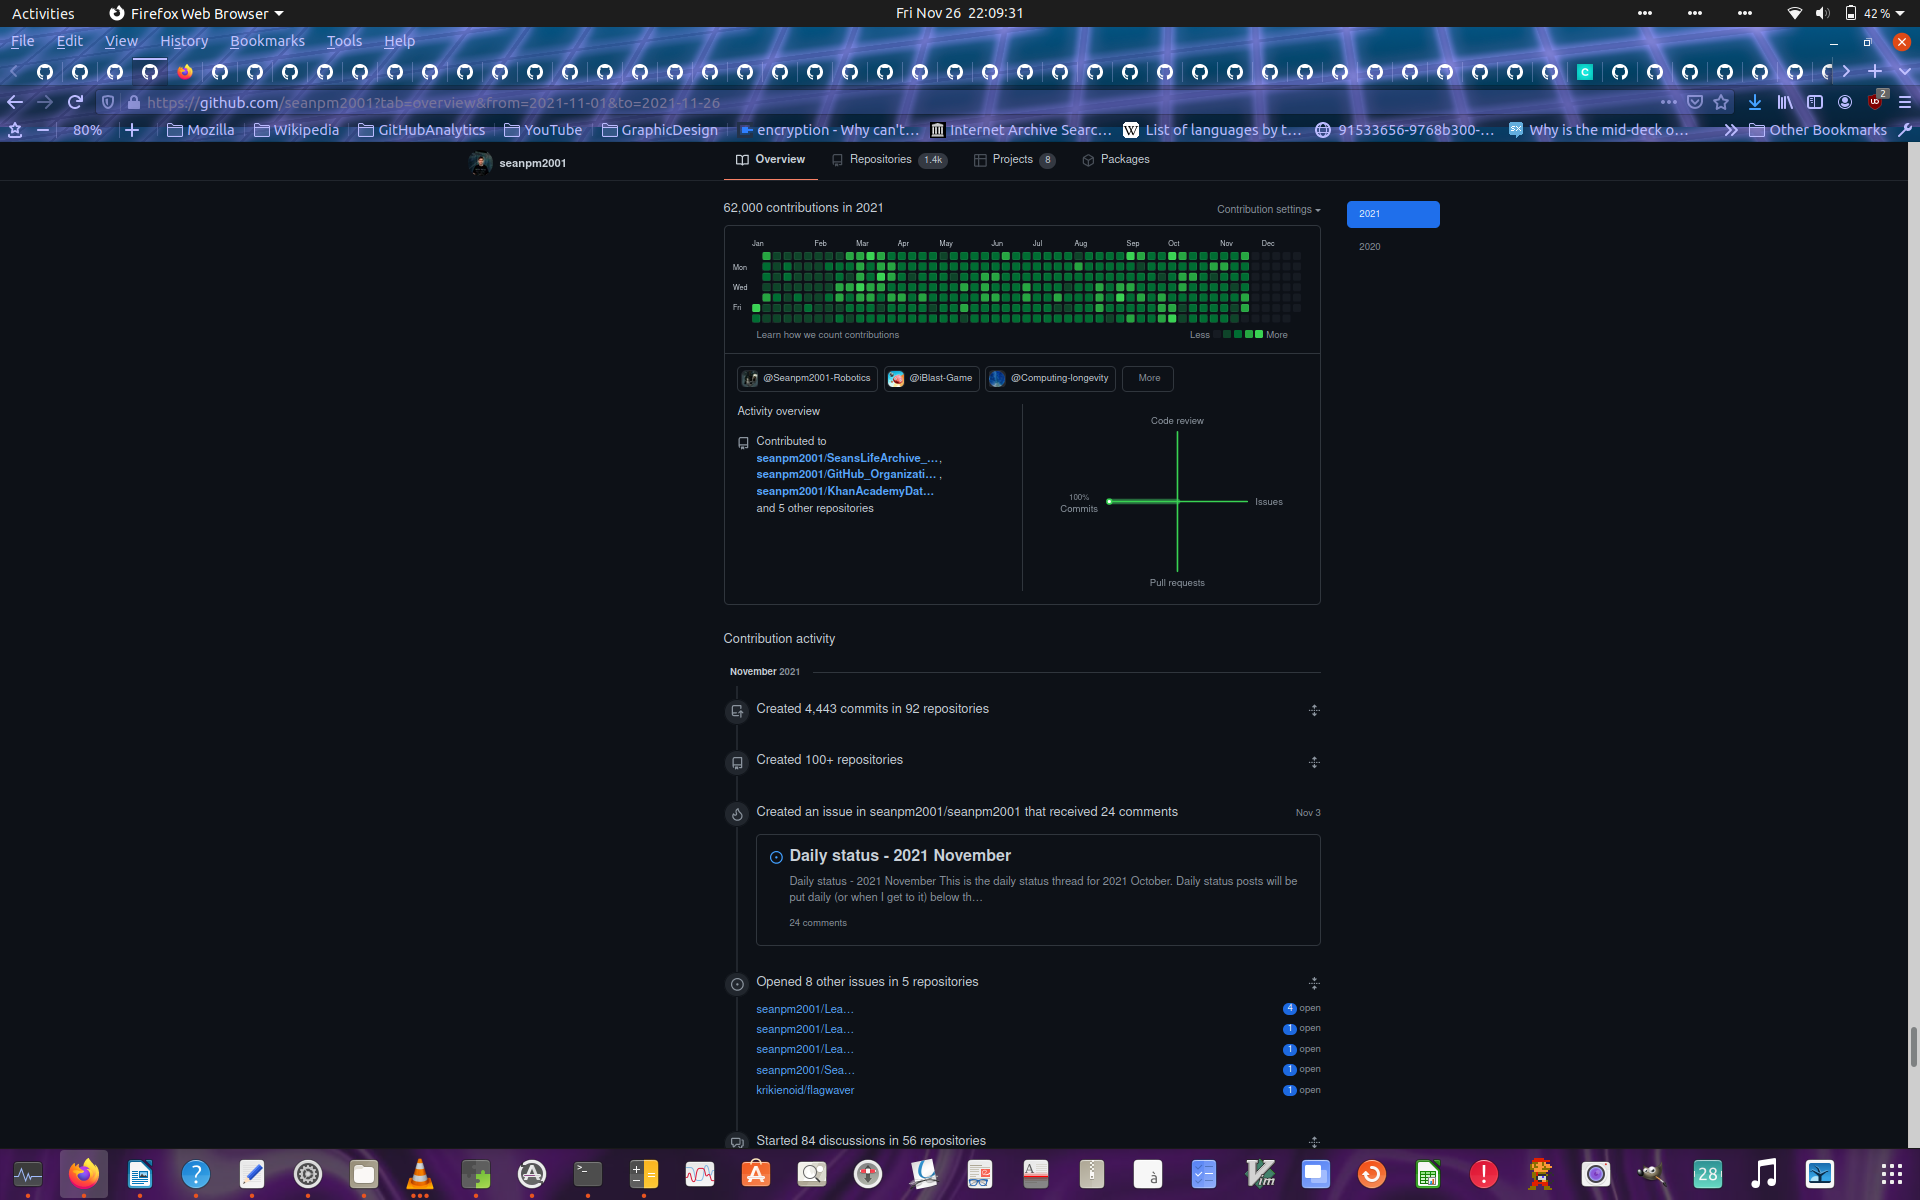 Activities Firefox Web Browser Fri Nov 26 22:09:31 42 %
File Edit View History Bookmarks Tools Help
https://github.com/seanpm2001?tab=overview&from=2021-11-01&to=2021-11-26 2
80% Mozilla Wikipedia GitHubAnalytics YouTube GraphicDesign encryption - Why can't… Internet Archive Searc… List of languages by t… 91533656-9768b300-… Why is the mid-deck o… Other Bookmarks
seanpm2001 Overview Repositories 1.4k Projects 8 Packages
62,000 contributions in 2021 Contribution settings 2021
2020
Jan Feb Mar Apr May Jun Jul Aug Sep Oct Nov Dec
Mon
Wed
Fri
Learn how we count contributions Less More
@Seanpm2001-Robotics @iBlast-Game @Computing-longevity More
Activity overview
Contributed to
seanpm2001/SeansLifeArchive_… ,
seanpm2001/GitHub_Organizati… ,
seanpm2001/KhanAcademyDat…
and 5 other repositories
Code review
100%
Commits
Issues
Pull requests
Contribution activity
November 2021
Created 4,443 commits in 92 repositories
Created 100+ repositories
Created an issue in seanpm2001/seanpm2001 that received 24 comments Nov 3
Daily status - 2021 November
Daily status - 2021 November This is the daily status thread for 2021 October. Daily status posts will be
put daily (or when I get to it) below th…
24 comments
Opened 8 other issues in 5 repositories
seanpm2001/Lea… 4 open
seanpm2001/Lea… 1 open
seanpm2001/Lea… 1 open
seanpm2001/Sea… 1 open
krikienoid/flagwaver 1 open
Started 84 discussions in 56 repositories
28